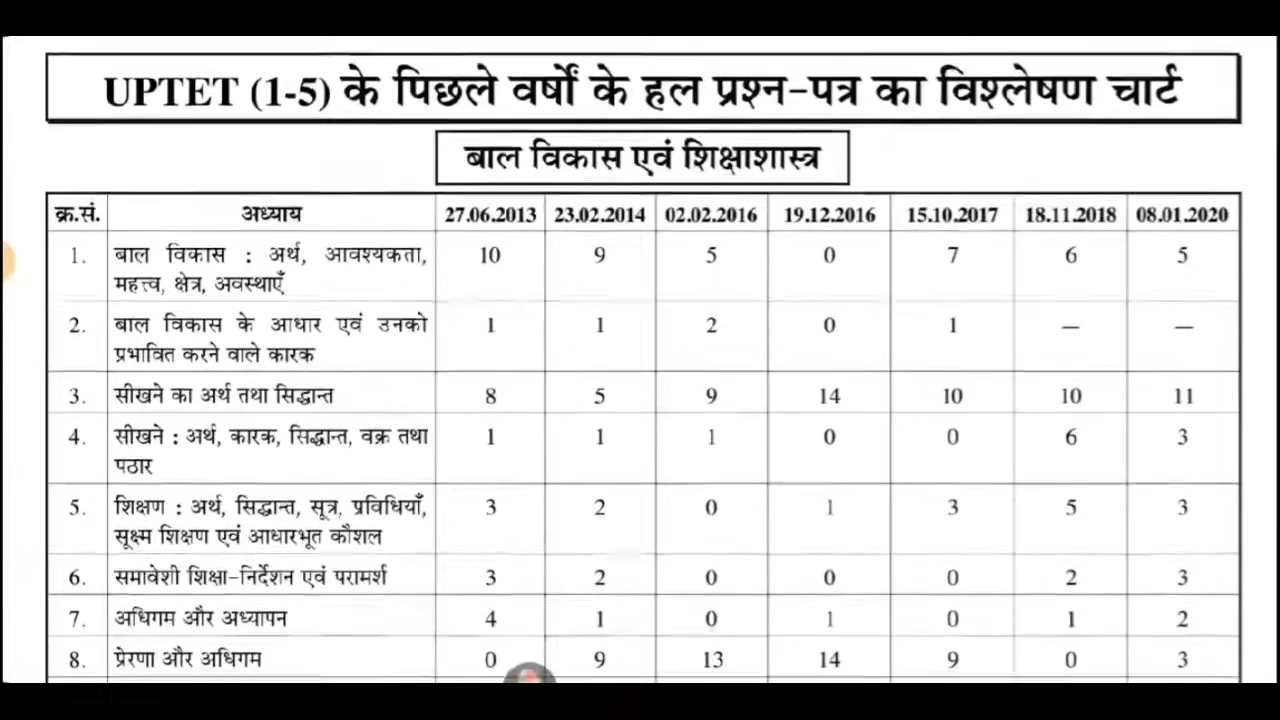 UPTET (1-5) के पिछले वर्षों के हल प्रश्न-पत्र का विश्लेषण चार्ट
बाल विकास एवं शिक्षाशास्त्र
क्र.सं. अध्याय 27.06.2013 23.02.2014 02.02.2016 19.12.2016 15.10.2017 18.11.2018 08.01.2020
1. बाल विकास : अर्थ, आवश्यकता, 10 9 5 0 7 6 5
महत्त्व, क्षेत्र, अवस्थाएँ
2. बाल विकास के आधार एवं उनको 1 1 2 0 1 — —
प्रभावित करने वाले कारक
3. सीखने का अर्थ तथा सिद्धान्त 8 5 9 14 10 10 11
4. सीखने : अर्थ, कारक, सिद्धान्त, वक्र तथा 1 1 1 0 0 6 3
पठार
5. शिक्षण : अर्थ, सिद्धान्त, सूत्र, प्रविधियाँ, 3 2 0 1 3 5 3
सूक्ष्म शिक्षण एवं आधारभूत कौशल
6. समावेशी शिक्षा-निर्देशन एवं परामर्श 3 2 0 0 0 2 3
7. अधिगम और अध्यापन 4 1 0 1 0 1 2
8. प्रेरणा और अधिगम 0 9 13 14 9 0 3